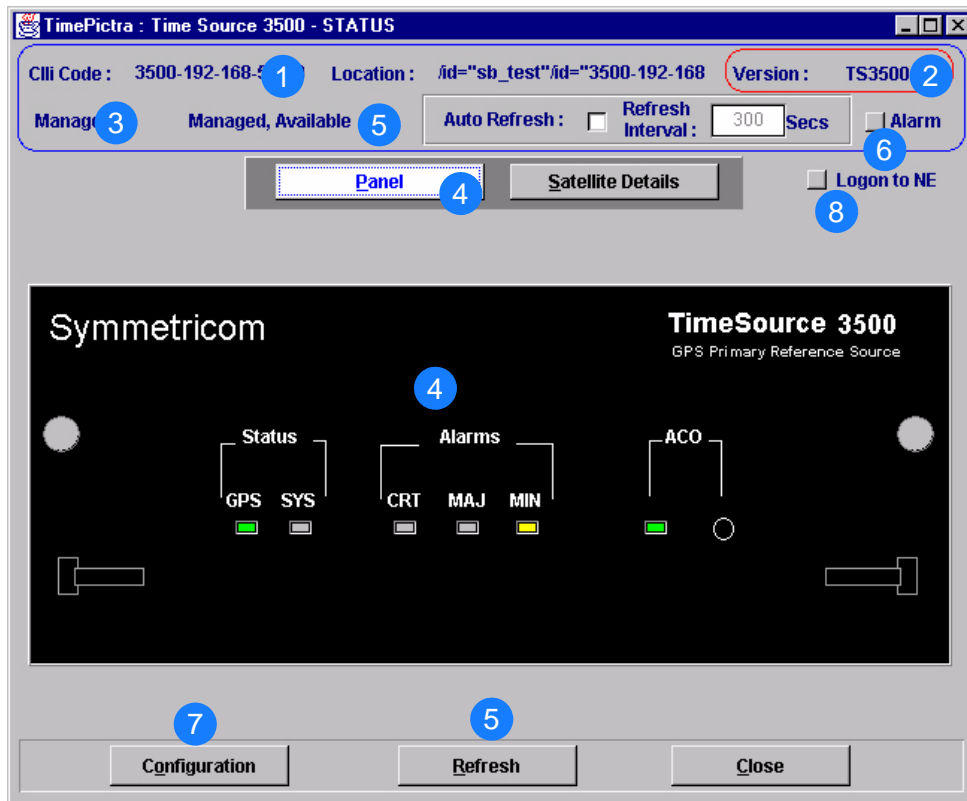 TimePictra : Time Source 3500 - STATUS
Clli Code : 3500-192-168- 1 Location : /id="sb_test"/id="3500-192-168 Version : TS3500 2
3 Managed, Available 5 Auto Refresh : Refresh Interval : 300 Secs Alarm
6
Panel 4 Satellite Details Logon to NE
8
Symmetricom TimeSource 3500
GPS Primary Reference Source
4
Status Alarms ACO
GPS SYS CRT MAJ MIN
7 5
Configuration Refresh Close